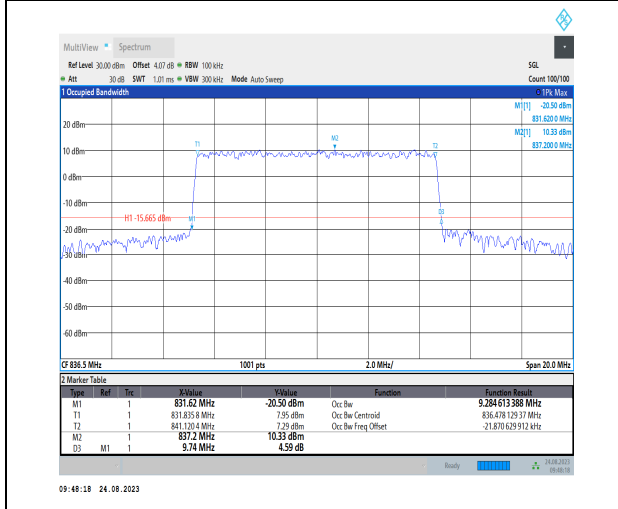 MultiView Spectrum
Ref Level 30.00 dBm Offset 4.07 dB RBW 100 kHz SGL
Att 30 dB SWT 1.01 ms VBW 300 kHz Mode Auto Sweep Count 100/100
1 Occupied Bandwidth 1Pk Max
M1[1] -20.50 dBm
831.620 0 MHz
M2[1] 10.33 dBm
837.200 0 MHz
20 dBm
M2
T1 T2
10 dBm
0 dBm
-10 dBm
D3
H1 -15.665 dBm M1
-20 dBm
-30 dBm
-40 dBm
-50 dBm
-60 dBm
CF 836.5 MHz 1001 pts 2.0 MHz/ Span 20.0 MHz
2 Marker Table
Type Ref Trc X-Value Y-Value Function Function Result
M1 1 831.62 MHz -20.50 dBm Occ Bw 9.284 613 388 MHz
T1 1 831.835 8 MHz 7.95 dBm Occ Bw Centroid 836.478 129 37 MHz
T2 1 841.120 4 MHz 7.29 dBm Occ Bw Freq Offset -21.870 629 912 kHz
M2 1 837.2 MHz 10.33 dBm
D3 M1 1 9.74 MHz 4.59 dB
Ready 24.08.2023
09:48:18
09:48:18 24.08.2023